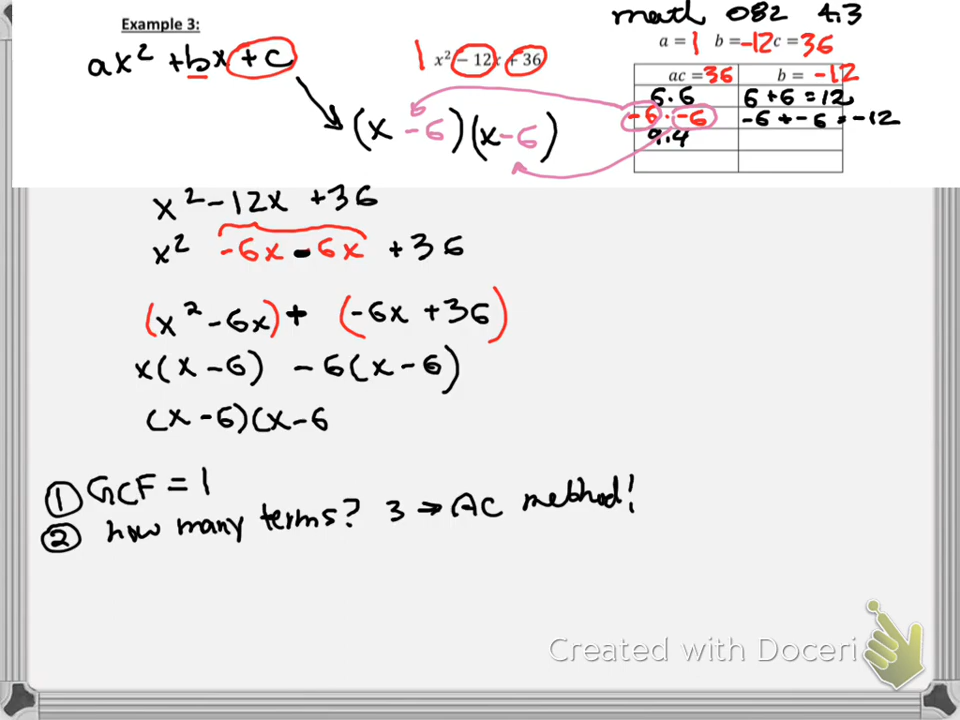 math 082 4.3
Example 3:
ax² + bx + c
1 x² − 12x + 36
a = 1 b = -12 c = 36
ac = 36 b = -12
6·6 6+6 = 12
-6·-6 -6+-6 = -12
9·4
(x -6)(x -6)
x² - 12x + 36
x² -6x - 6x + 36
(x² - 6x) + (-6x + 36)
x(x - 6) - 6(x - 6)
(x - 6)(x - 6
① GCF = 1
② how many terms? 3 → AC method!
Created with Doceri